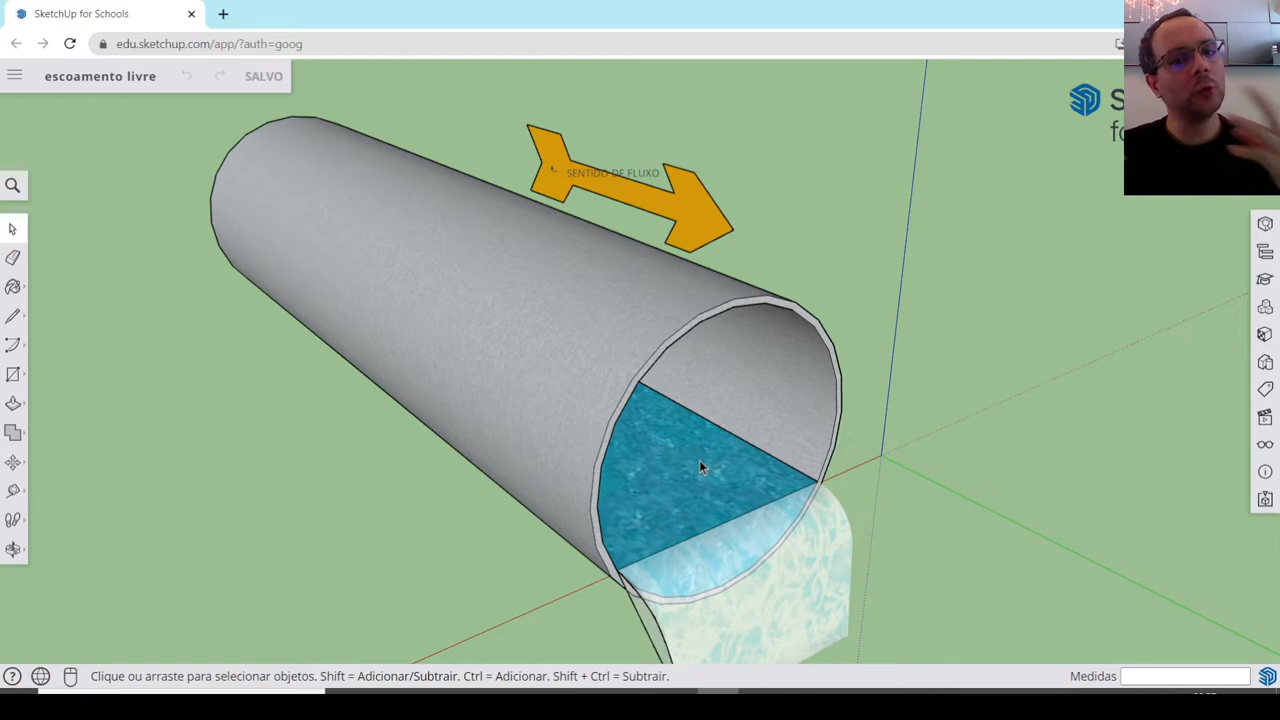 SketchUp for Schools
edu.sketchup.com/app/?auth=goog
escoamento livre
SALVO
SENTIDO DE FLUXO
Clique ou arraste para selecionar objetos. Shift = Adicionar/Subtrair. Ctrl = Adicionar. Shift + Ctrl = Subtrair.
Medidas